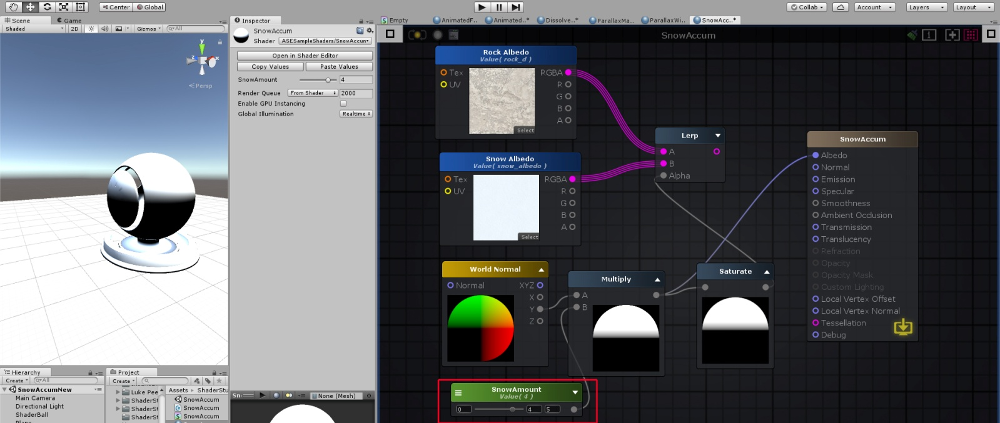 Center Global
Collab Account Layers Layout
Scene Game
Shaded 2D Gizmos All
y
z x
Persp
Inspector
SnowAccum
Shader ASESampleShaders/SnowAccum
Open in Shader Editor
Copy Values Paste Values
SnowAmount 4
Render Queue From Shader 2000
Enable GPU Instancing
Global Illumination Realtime
Empty AnimatedF.. Animated..* Dissolve..* ParallaxMa.. ParallaxWi.. SnowAcc..*
SnowAccum
Rock Albedo
Value( rock_d )
Tex RGBA
UV R
G
B
A
Select
Snow Albedo
Value( snow_albedo )
Tex RGBA
UV R
G
B
A
Select
Lerp
A
B
Alpha
World Normal
Normal XYZ
X
Y
Z
Multiply
A
B
Saturate
SnowAmount
Value( 4 )
0 4 5
SnowAccum
Albedo
Normal
Emission
Specular
Smoothness
Ambient Occlusion
Transmission
Translucency
Refraction
Opacity
Opacity Mask
Custom Lighting
Local Vertex Offset
Local Vertex Normal
Tessellation
Debug
Hierarchy
Create All
SnowAccumNew
Main Camera
Directional Light
ShaderBall
Project
Create
Luke Pee
ShaderSt
ShaderSt
ShaderSt
Assets ShaderStu
SnowAccum
SnowAccum
SnowAccum
Sn None (Mesh)